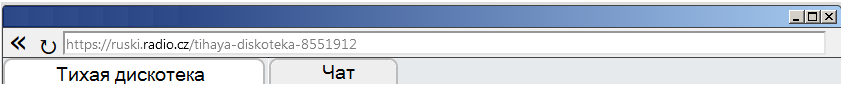 https://ruski.radio.cz/tihaya-diskoteka-8551912
Тихая дискотека Чат